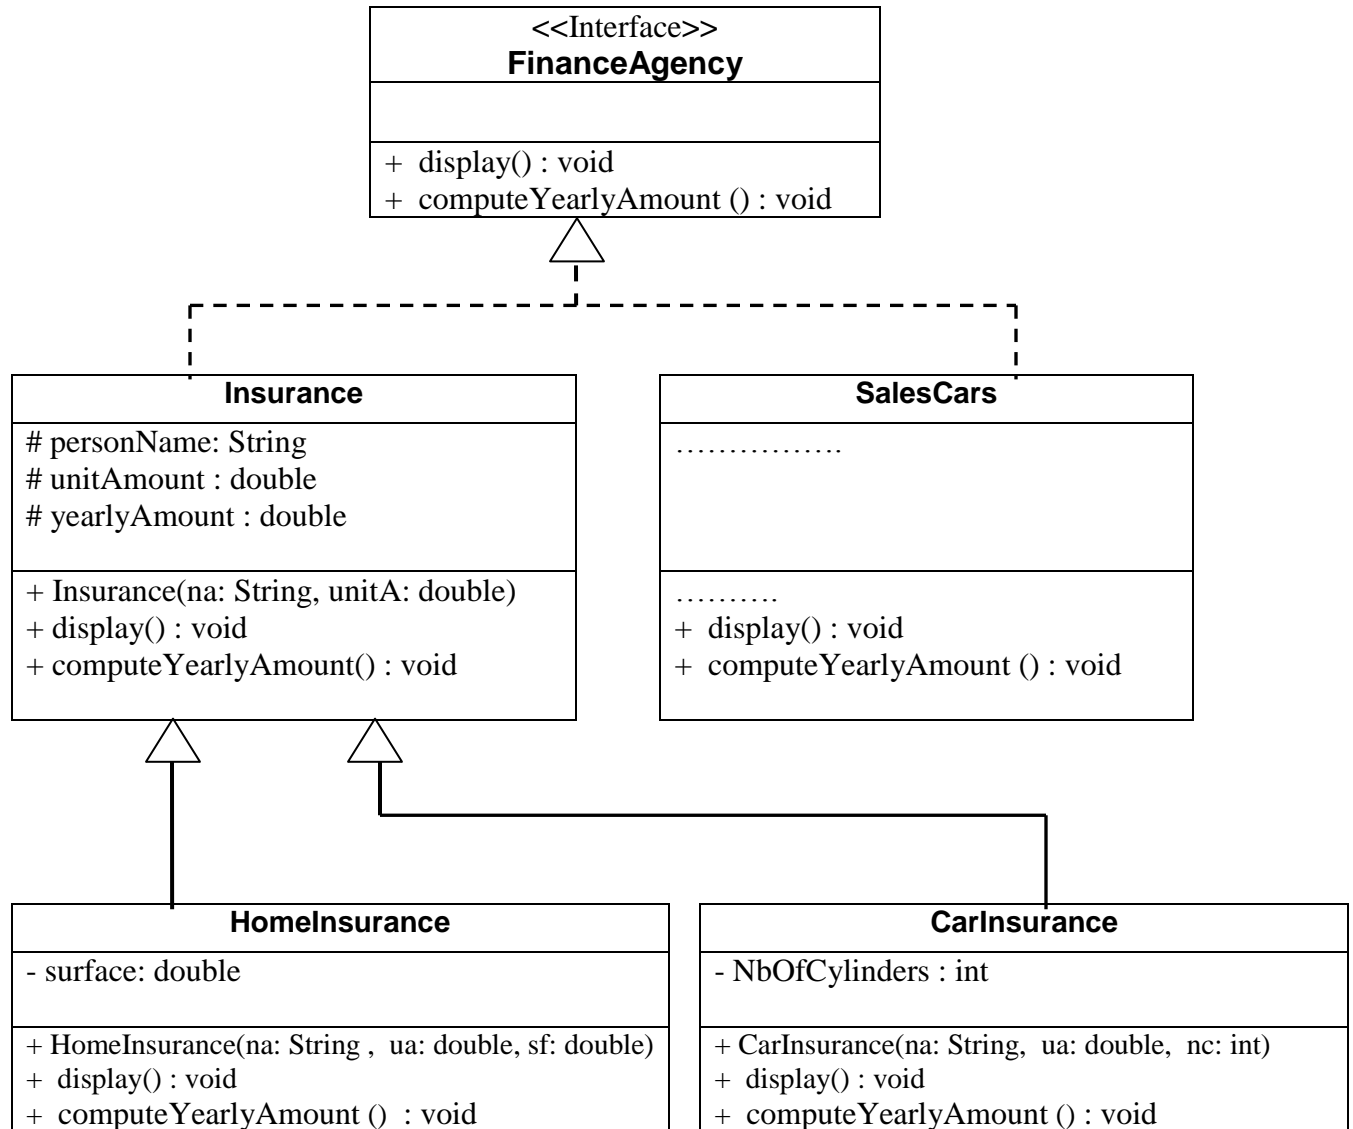 <<Interface>>
FinanceAgency
+ display() : void
+ computeYearlyAmount () : void
Insurance
# personName: String
# unitAmount : double
# yearlyAmount : double
+ Insurance(na: String, unitA: double)
+ display() : void
+ computeYearlyAmount() : void
SalesCars
…………….
……….
+ display() : void
+ computeYearlyAmount () : void
HomeInsurance
- surface: double
+ HomeInsurance(na: String , ua: double, sf: double)
+ display() : void
+ computeYearlyAmount () : void
CarInsurance
- NbOfCylinders : int
+ CarInsurance(na: String, ua: double, nc: int)
+ display() : void
+ computeYearlyAmount () : void